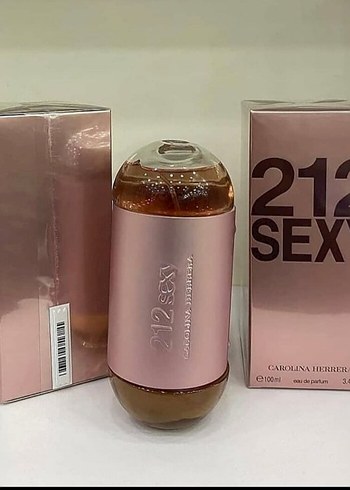 212 sexy
CAROLINA HERRERA
212
SEXY
CAROLINA HERRERA
℮ 100 ml eau de parfum 3.4